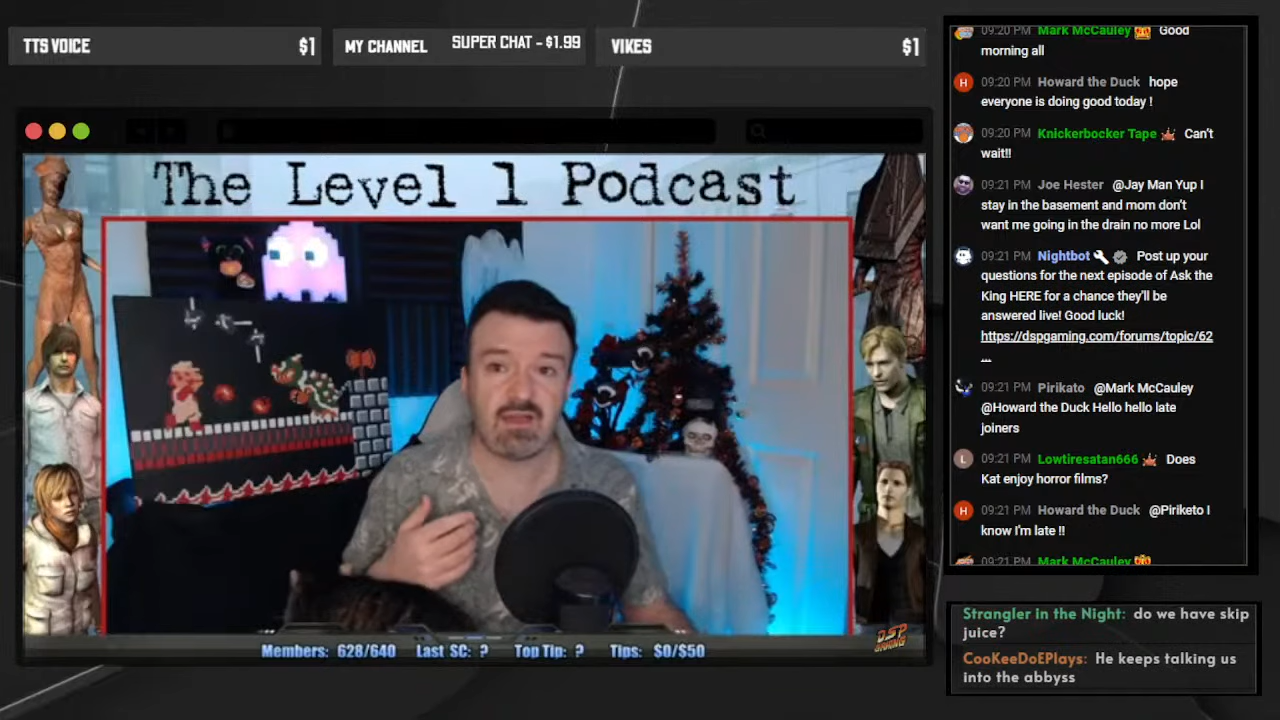 TTS VOICE $1
MY CHANNEL SUPER CHAT - $1.99
VIKES $1
The Level 1 Podcast
Members: 628/640 Last SC: ? Top Tip: ? Tips: $0/$50
DSP GAMING
09:20 PM Mark McCauley Good
morning all
09:20 PM Howard the Duck hope
everyone is doing good today !
09:20 PM Knickerbocker Tape Can't
wait!!
09:21 PM Joe Hester @Jay Man Yup I
stay in the basement and mom don't
want me going in the drain no more Lol
09:21 PM Nightbot Post up your
questions for the next episode of Ask the
King HERE for a chance they'll be
answered live! Good luck!
https://dspgaming.com/forums/topic/62
...
09:21 PM Pirikato @Mark McCauley
@Howard the Duck Hello hello late
joiners
L 09:21 PM Lowtiresatan666 Does
Kat enjoy horror films?
H 09:21 PM Howard the Duck @Piriketo I
know I'm late !!
09:21 PM Mark McCauley
Strangler in the Night: do we have skip
juice?
CooKeeDoEPlays: He keeps talking us
into the abbyss